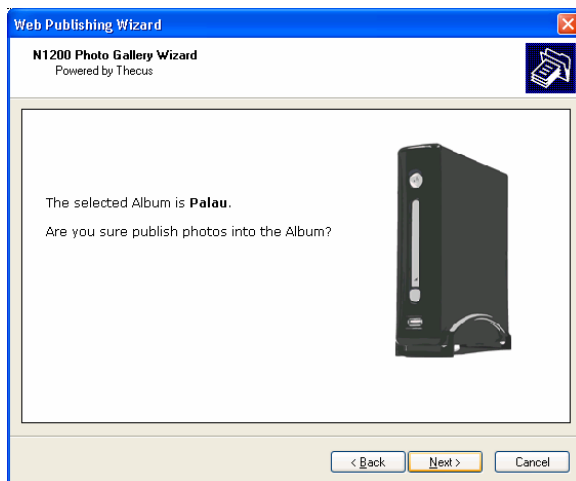 Web Publishing Wizard
N1200 Photo Gallery Wizard
Powered by Thecus
The selected Album is Palau.
Are you sure publish photos into the Album?
< Back
Next >
Cancel